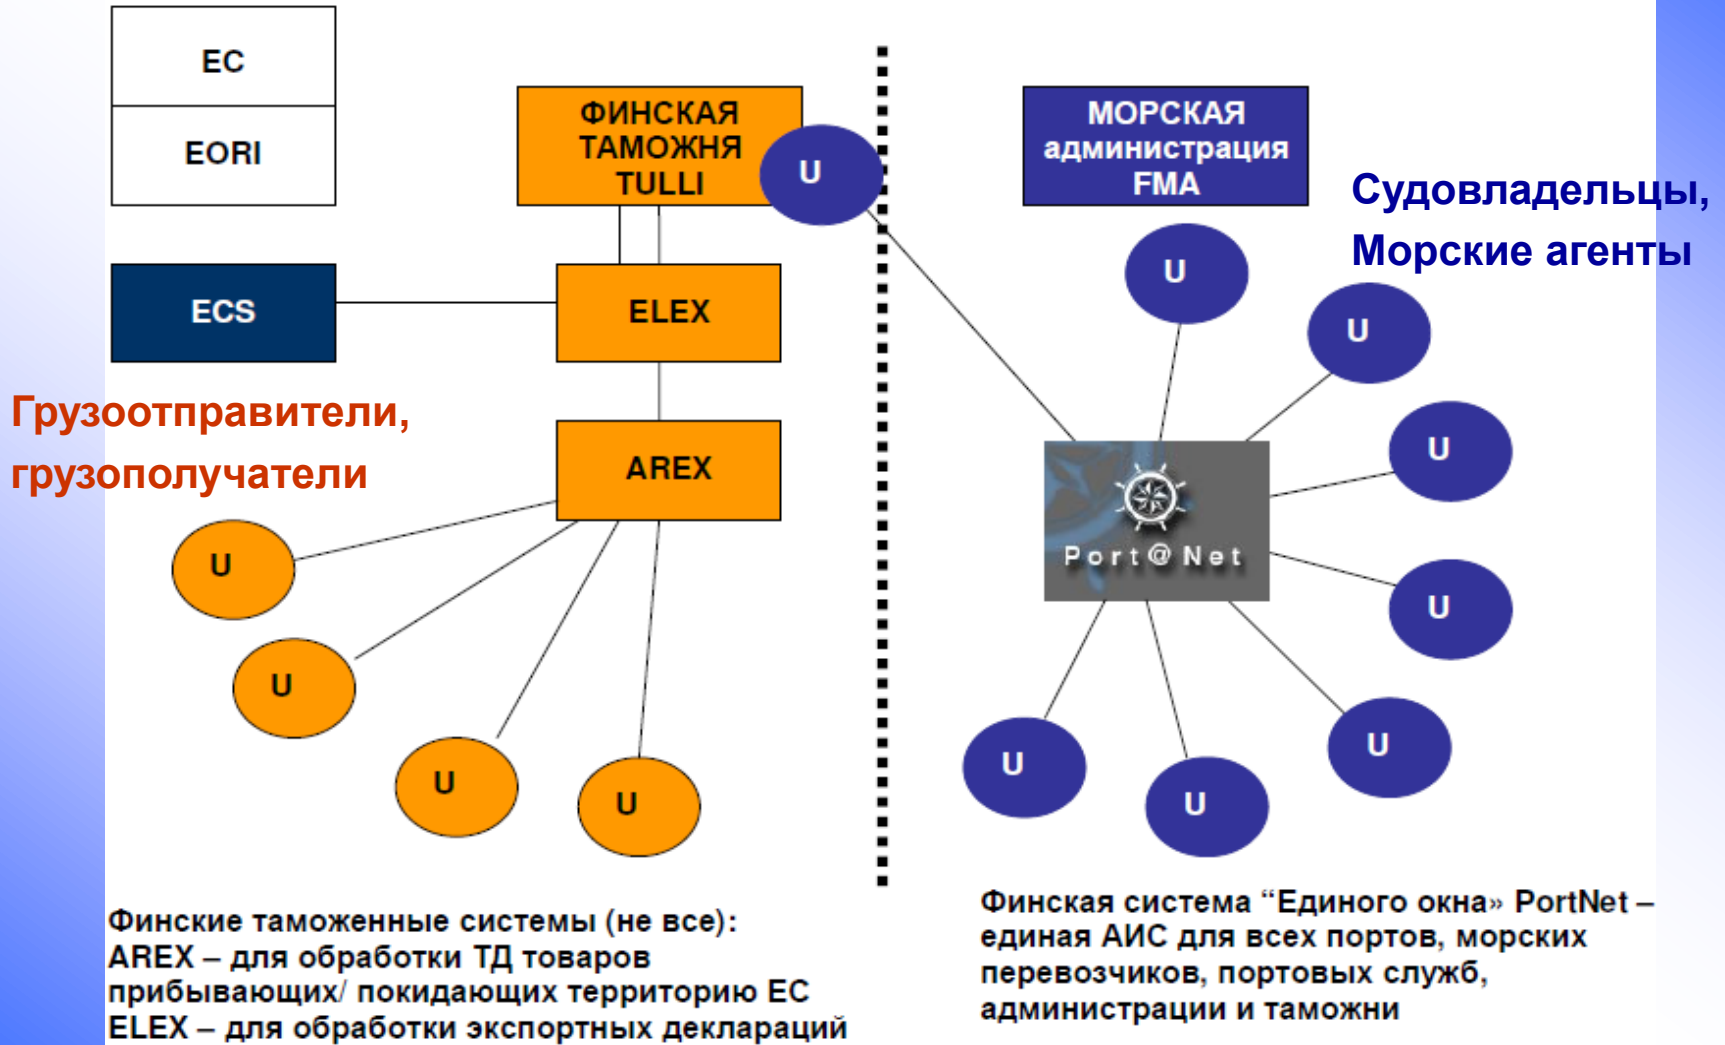 ЕС
EORI
ECS
Грузоотправители,
грузополучатели
ФИНСКАЯ
ТАМОЖНЯ
TULLI
U
ELEX
AREX
U
U
U
U
Финские таможенные системы (не все):
AREX – для обработки ТД товаров
прибывающих/ покидающих территорию ЕС
ELEX – для обработки экспортных деклараций
МОРСКАЯ
администрация
FMA
Судовладельцы,
Морские агенты
U
U
U
Port@Net
U
U
U
U
Финская система “Единого окна» PortNet –
единая АИС для всех портов, морских
перевозчиков, портовых служб,
администрации и таможни